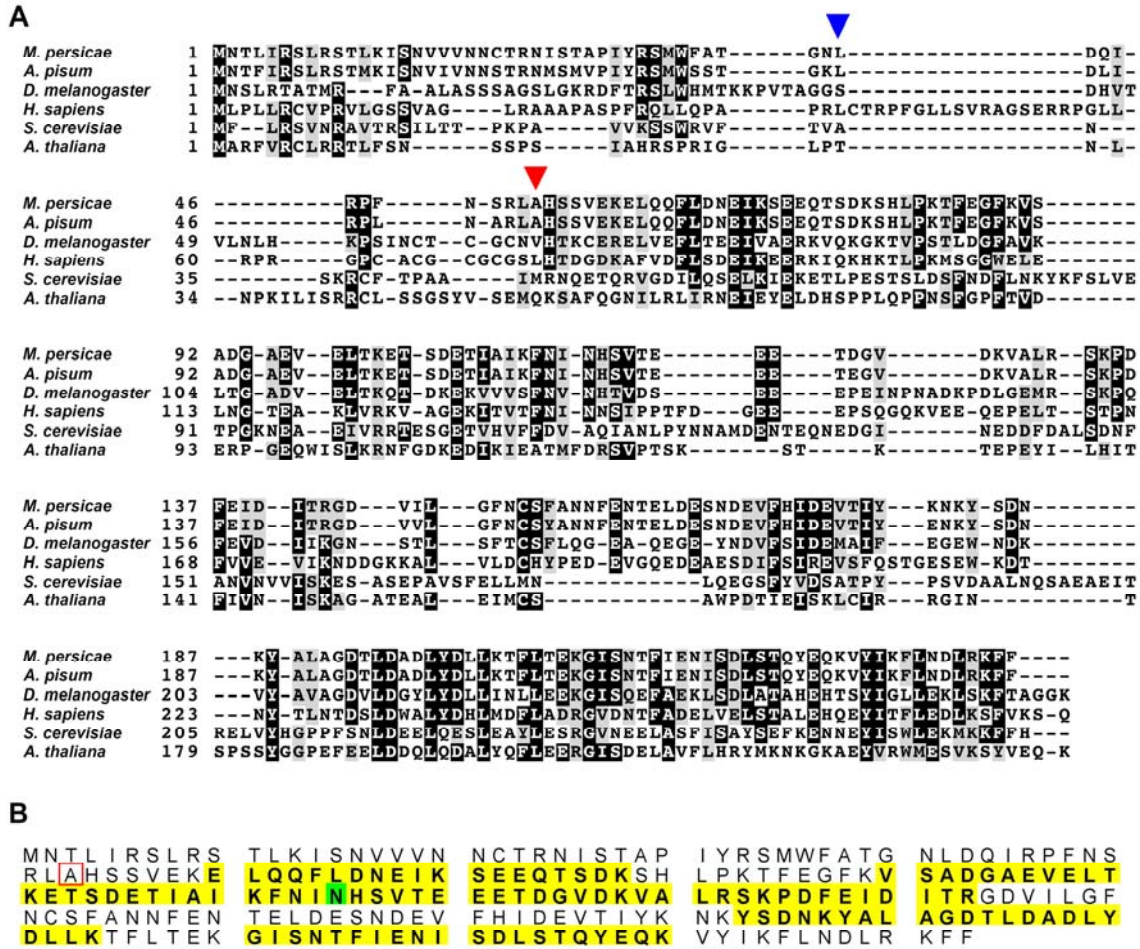 A
M. persicae 1 MNTLIRSLRSTLKISNVVVNNCTRNISTAPIYRSMWFAT------GNL------------------DQI-
A. pisum 1 MNTFIRSLRSTMKISNVIVNNSTRNMSMVPIYRSMWSST------GKL------------------DLI-
D. melanogaster 1 MNSLRTATMR---FA-ALASSSAGSLGKRDFTRSLWHMTKKPVTAGGS------------------DHVT
H. sapiens 1 MLPLLRCVPRVLGSSVAG----LRAAAPASPFRQLLQPA------PRLCTRPFGLLSVRAGSERRPGLL-
S. cerevisiae 1 MF--LRSVNRAVTRSILTT---PKPA------VVKSSWRVF----TVA------------------N---
A. thaliana 1 MARFVRCLRRTLFSN------SSPS------IAHRSPRIG-----LPT------------------N-L-
M. persicae 46 ----------RPF------N-SRLAHSSVEKELQQFLDNEIKSEEQTSDKSHLPKTFEGFKVS-------
A. pisum 46 ----------RPL------N-ARLAHSSVEKELQQFLDNEIKSEEQTSDKSHLPKTFEGFKVS-------
D. melanogaster 49 VLNLH-----KPSINCT--C-GCNVHTKCERELVEFLTEEIVAERKVQKGKTVPSTLDGFAVK-------
H. sapiens 60 --RPR-----GPC-ACG--CGCGSLHTDGDKAFVDFLSDEIKEERKIQKHKTLPKMSGGWELE-------
S. cerevisiae 35 --------SKRCF-TPAA-----IMRNQETQRYGDILQSELKIEKETLPESTSLDSFNDFLNKYKFSLVE
A. thaliana 34 --NPKILISRRCL-SSGSYVSEMQKSAFQGNILRLIRNEIEYELDHSPPLQPPNSFGPFTVD--------
M. persicae 92 ADG-AEV--ELTKET-SDETIAIKFNI-NHSVTE-------EE----TDGV--------DKVALR--SKPD
A. pisum 92 ADG-AEV--ELTKET-SDETIAIKFNI-NHSVTE-------EE----TDGV--------DKVALR--SKPD
D. melanogaster 104 LTG-ADV--ELTKQT-DKEKVVVSFNV-NHTVDS-------EE----EPEINPNADKPDLGEMR--SKPQ
H. sapiens 113 LNG-TEA--KLVRKV-AGEKITVTFNI-NNSIPPTFD----GEE---EPSQGQKVEE-QEPELT--STPN
S. cerevisiae 91 TPGKNEA--EIVRRTESGETVHVFFDV-AQIANLPYNNAMDENTEQNEDGI-------NEDDFDALSDNF
A. thaliana 93 ERP-GEQWISLKRNFGDKEDIKIEATMFDRSVPTSK-----ST----K-------TEPEYI--LHIT
M. persicae 137 FEID--ITRGD---VIL---GFNCSFANNFENTELDESNDEVFHIDEVTIY----ENKY-SDN-------
A. pisum 137 FEID--ITRGD---VVL---GFNCSYANNFENTELDESNDEVFHIDEVTIY----ENKY-SDN-------
D. melanogaster 156 FEVD--IIKGN---STL---SFTCSFLQG-EA-QEGE-YNDVFSIDEMAIF----EGEW-NDK-------
H. sapiens 168 FVVE--VIKNDDGKKAL---VLDCHYPED-EVGQEDEAESDIFSIREVSFQSTGESEW-KDT--------
S. cerevisiae 151 ANVNVVISKES-ASEPAVSFELLMN----------LQEGSFYVDSATPY-----PSVDAALNQSAEAEIT
A. thaliana 141 FIVN--ISKAG-ATEAL---EIMCS------------AWPDTIEISKLCIR---RGIN-----------T
M. persicae 187 ---KY-ALAGDTLDADLYDLLKTFLTEKGISNTFIENISDLSTQYEQKVYIKFLNDLRKFF----
A. pisum 187 ---KY-ALAGDTLDADLYDLLKTFLTEKGISNTFIENISDLSTQYEQKVYIKFLNDLRKFF----
D. melanogaster 203 ---VY-AVAGDVLDGYLYDLLINLLEEKGISQEFAEKLSDLATAHEHTSYIGLLEKLSKFTAGGK
H. sapiens 223 ---NY-TLNTDSLDWALYDHLMDFLADRGVDNTFADELVELSTALEHQEYITFLEDLKSFVKS-Q
S. cerevisiae 205 RELVYHGPPFSNLDEELQESLEAYLESRGVNEELASFISAYSEFKENNEYISWLEKMKKFFH---
A. thaliana 179 SPSSYGGPEFEELDDQLQDALYQFLEERGISDELAVFLHRYMKNKGKAEYVRWMESVKSYVEQ-K
B
MNTLIRSLRS TLKISNVVVN NCTRNISTAP IYRSMWFATG NLDQIRPFNS
RLAHSSVEKE LQQFLDNEIK SEEQTSDKSH LPKTFEGFKV SADGAEVELT
KETSDETIAI KFNINHSVTE EETDGVDKVA LRSKPDFEID ITRGDVILGF
NCSFANNFEN TELDESNDEV FHIDEVTIYK NKYSDNKYAL AGDTLDADLY
DLLKTFLTEK GISNTFIENI SDLSTQYEQK VYIKFLNDLR KFF